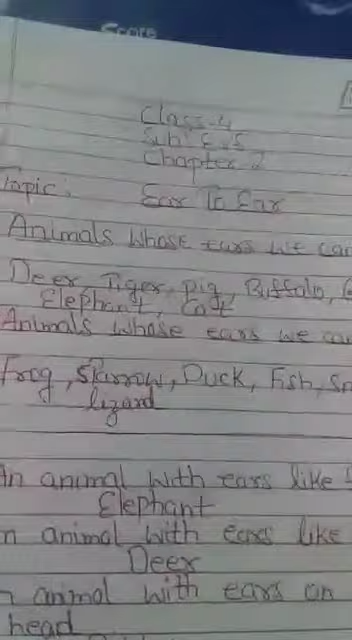 Score
Class-4
Sub: E.V.S
Chapter 2
Topic: Ear To Ear
Animals whose ears we can
Deer, Tiger, pig, Buffalo,
Elephant, Cat
Animals whose ears we can
Frog, Sparrow, Duck, Fish,
lizard
An animal with ears like
Elephant
n animal with ears like
Deer
animal with ears on
head